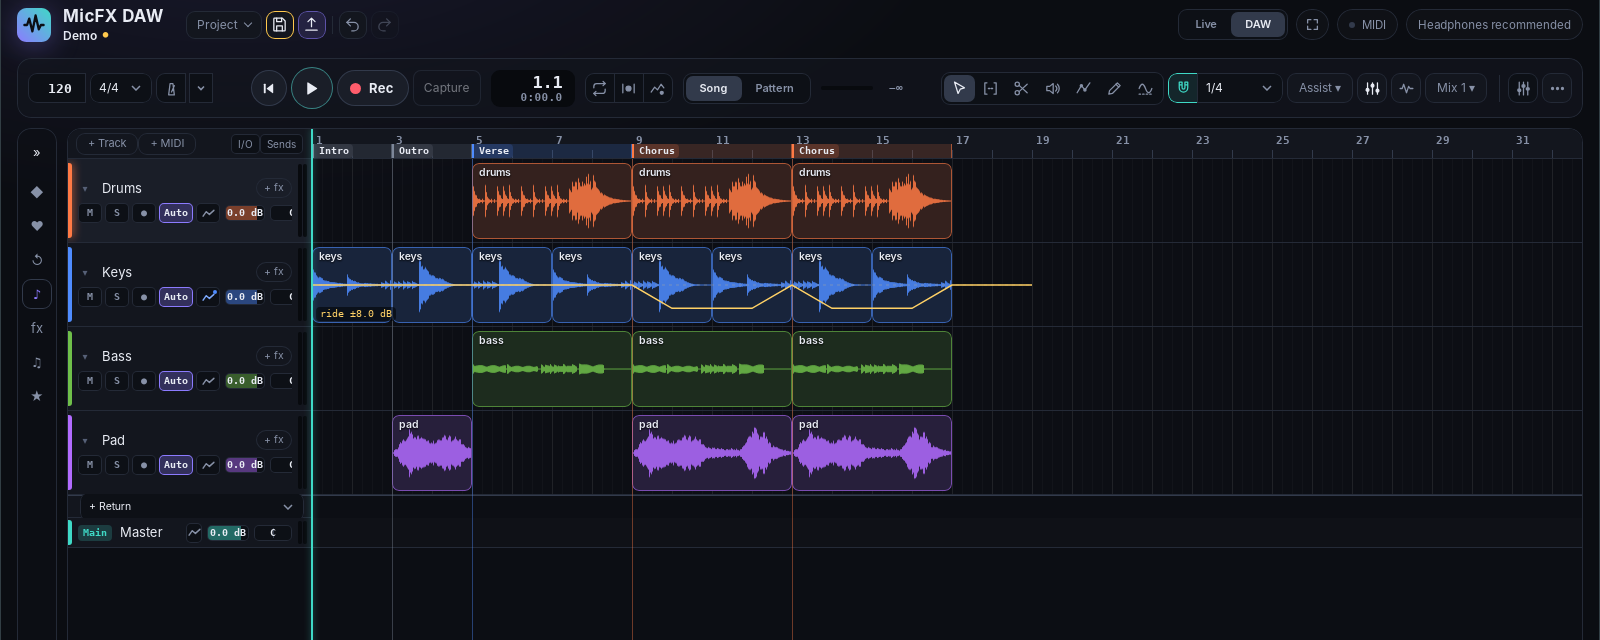 MicFX DAW
Demo
Project
Live
DAW
MIDI
Headphones recommended
120
4/4
Rec
Capture
1.1
0:00.0
Song
Pattern
-∞
1/4
Assist ▾
Mix 1 ▾
+ Track
+ MIDI
I/O
Sends
1 3 5 7 9 11 13 15 17 19 21 23 25 27 29 31
Intro Outro Verse Chorus Chorus
Drums
+ fx
M S Auto 0.0 dB
drums drums drums
Keys
+ fx
M S Auto 0.0 dB
keys keys keys keys keys keys keys keys
ride ±8.0 dB
Bass
+ fx
M S Auto 0.0 dB
bass bass bass
Pad
+ fx
M S Auto 0.0 dB
pad pad pad
fx
+ Return
Main Master 0.0 dB C